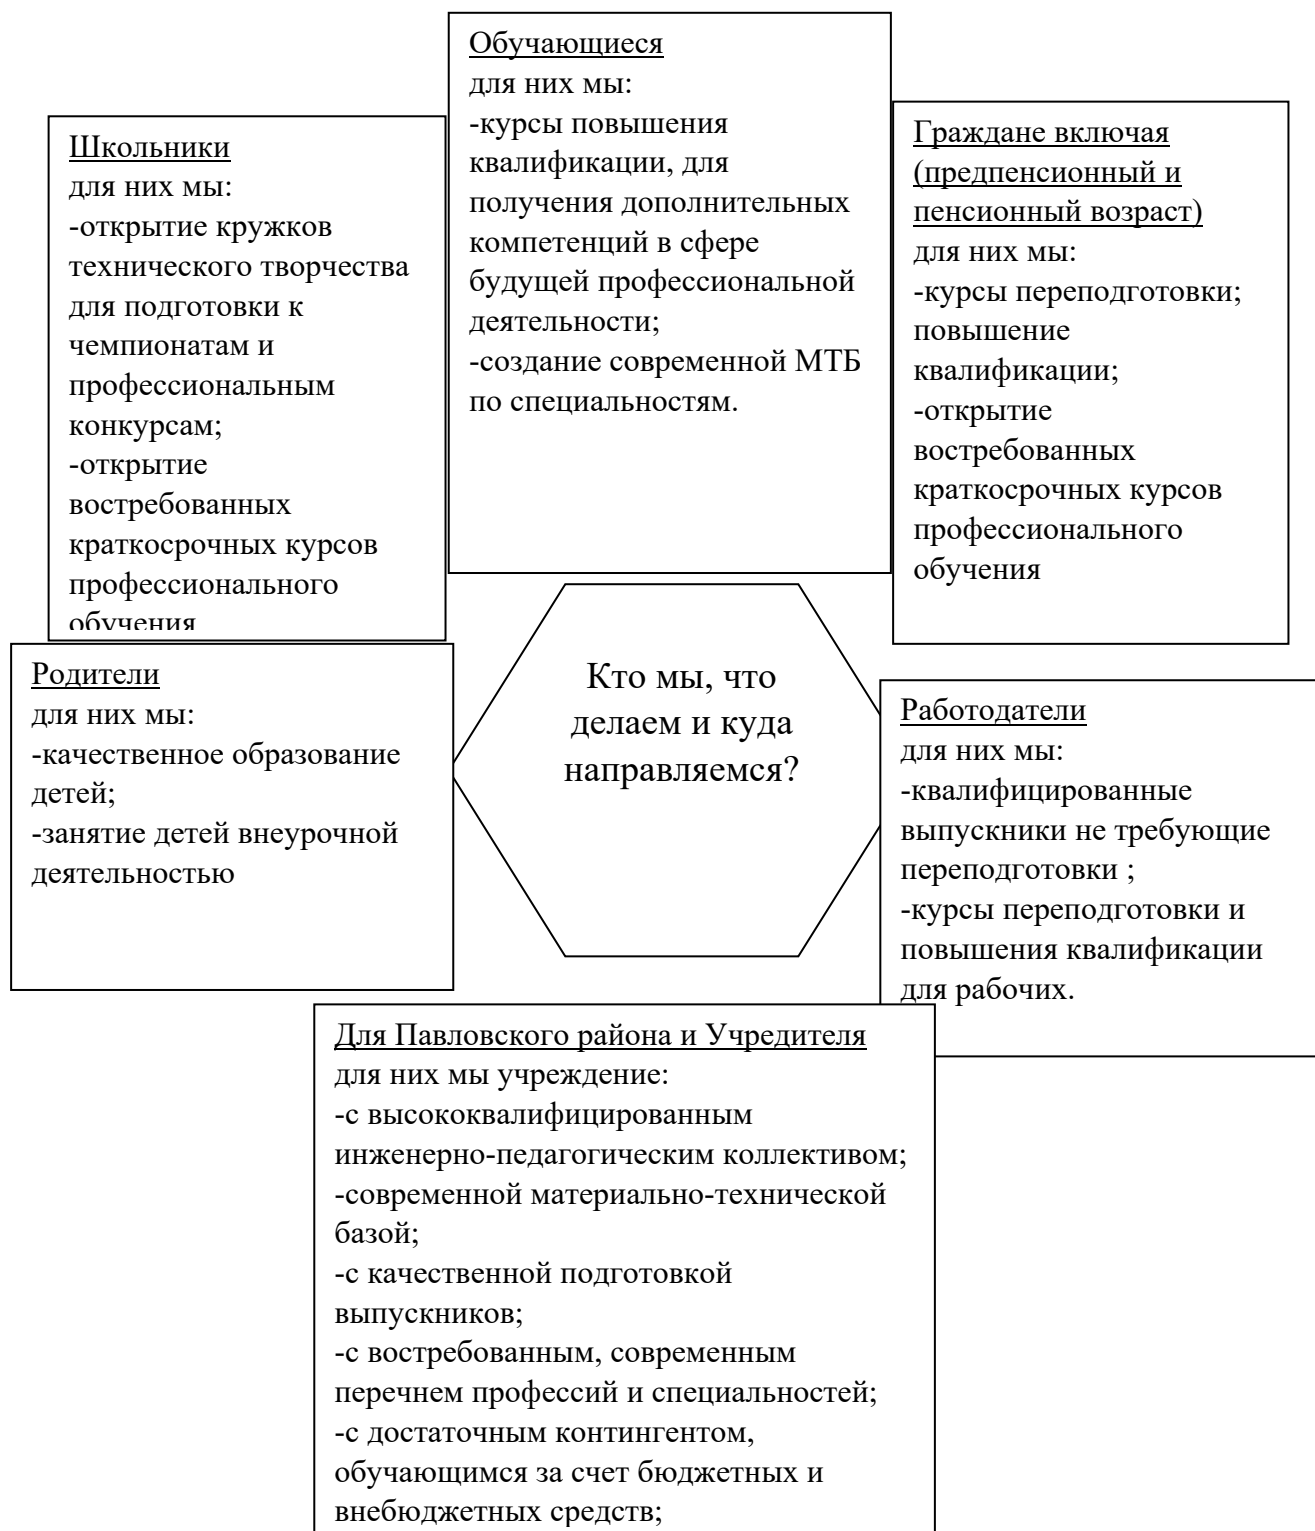 Обучающиеся
для них мы:
-курсы повышения
квалификации, для
получения дополнительных
компетенций в сфере
будущей профессиональной
деятельности;
-создание современной МТБ
по специальностям.
Школьники
для них мы:
-открытие кружков
технического творчества
для подготовки к
чемпионатам и
профессиональным
конкурсам;
-открытие
востребованных
краткосрочных курсов
профессионального
обучения
Граждане включая
(предпенсионный и
пенсионный возраст)
для них мы:
-курсы переподготовки;
повышение
квалификации;
-открытие
востребованных
краткосрочных курсов
профессионального
обучения
Родители
для них мы:
-качественное образование
детей;
-занятие детей внеурочной
деятельностью
Кто мы, что
делаем и куда
направляемся?
Работодатели
для них мы:
-квалифицированные
выпускники не требующие
переподготовки ;
-курсы переподготовки и
повышения квалификации
для рабочих.
Для Павловского района и Учредителя
для них мы учреждение:
-с высококвалифицированным
инженерно-педагогическим коллективом;
-современной материально-технической
базой;
-с качественной подготовкой
выпускников;
-с востребованным, современным
перечнем профессий и специальностей;
-с достаточным контингентом,
обучающимся за счет бюджетных и
внебюджетных средств;